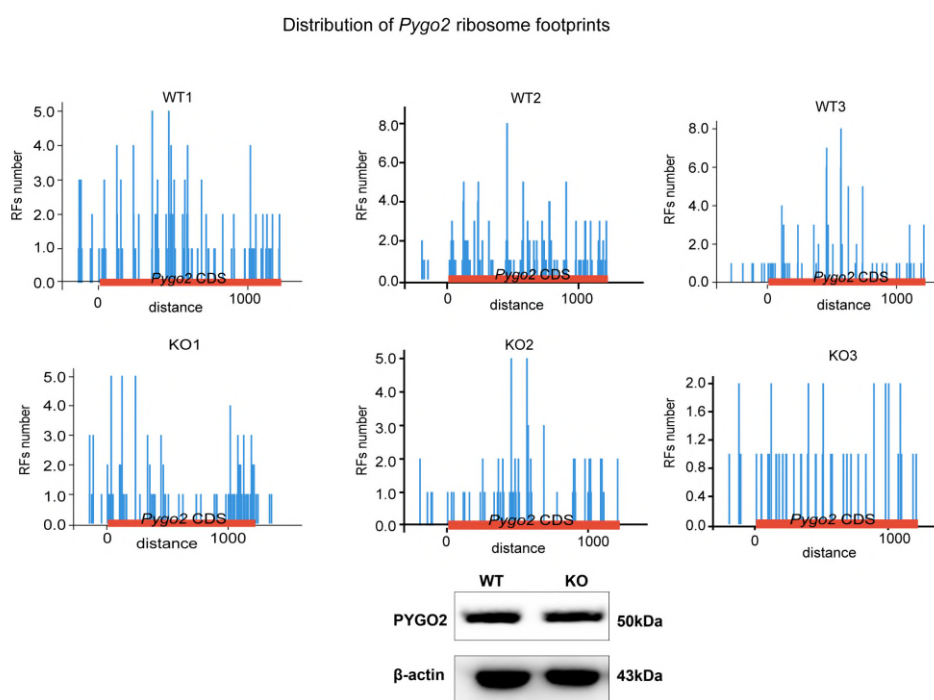 Distribution of Pygo2 ribosome footprints
WT1
RFs number
5.0
4.0
3.0
2.0
1.0
0.0
Pygo2 CDS
0 1000
distance
WT2
RFs number
8.0
6.0
4.0
2.0
0.0
Pygo2 CDS
0 1000
distance
WT3
RFs number
8.0
6.0
4.0
2.0
0.0
Pygo2 CDS
0 1000
distance
KO1
RFs number
5.0
4.0
3.0
2.0
1.0
0.0
Pygo2 CDS
0 1000
distance
KO2
RFs number
5.0
4.0
3.0
2.0
1.0
0.0
Pygo2 CDS
0 1000
distance
KO3
RFs number
2.0
1.6
1.2
0.8
0.4
0.0
Pygo2 CDS
0 1000
distance
WT KO
PYGO2 50kDa
β-actin 43kDa